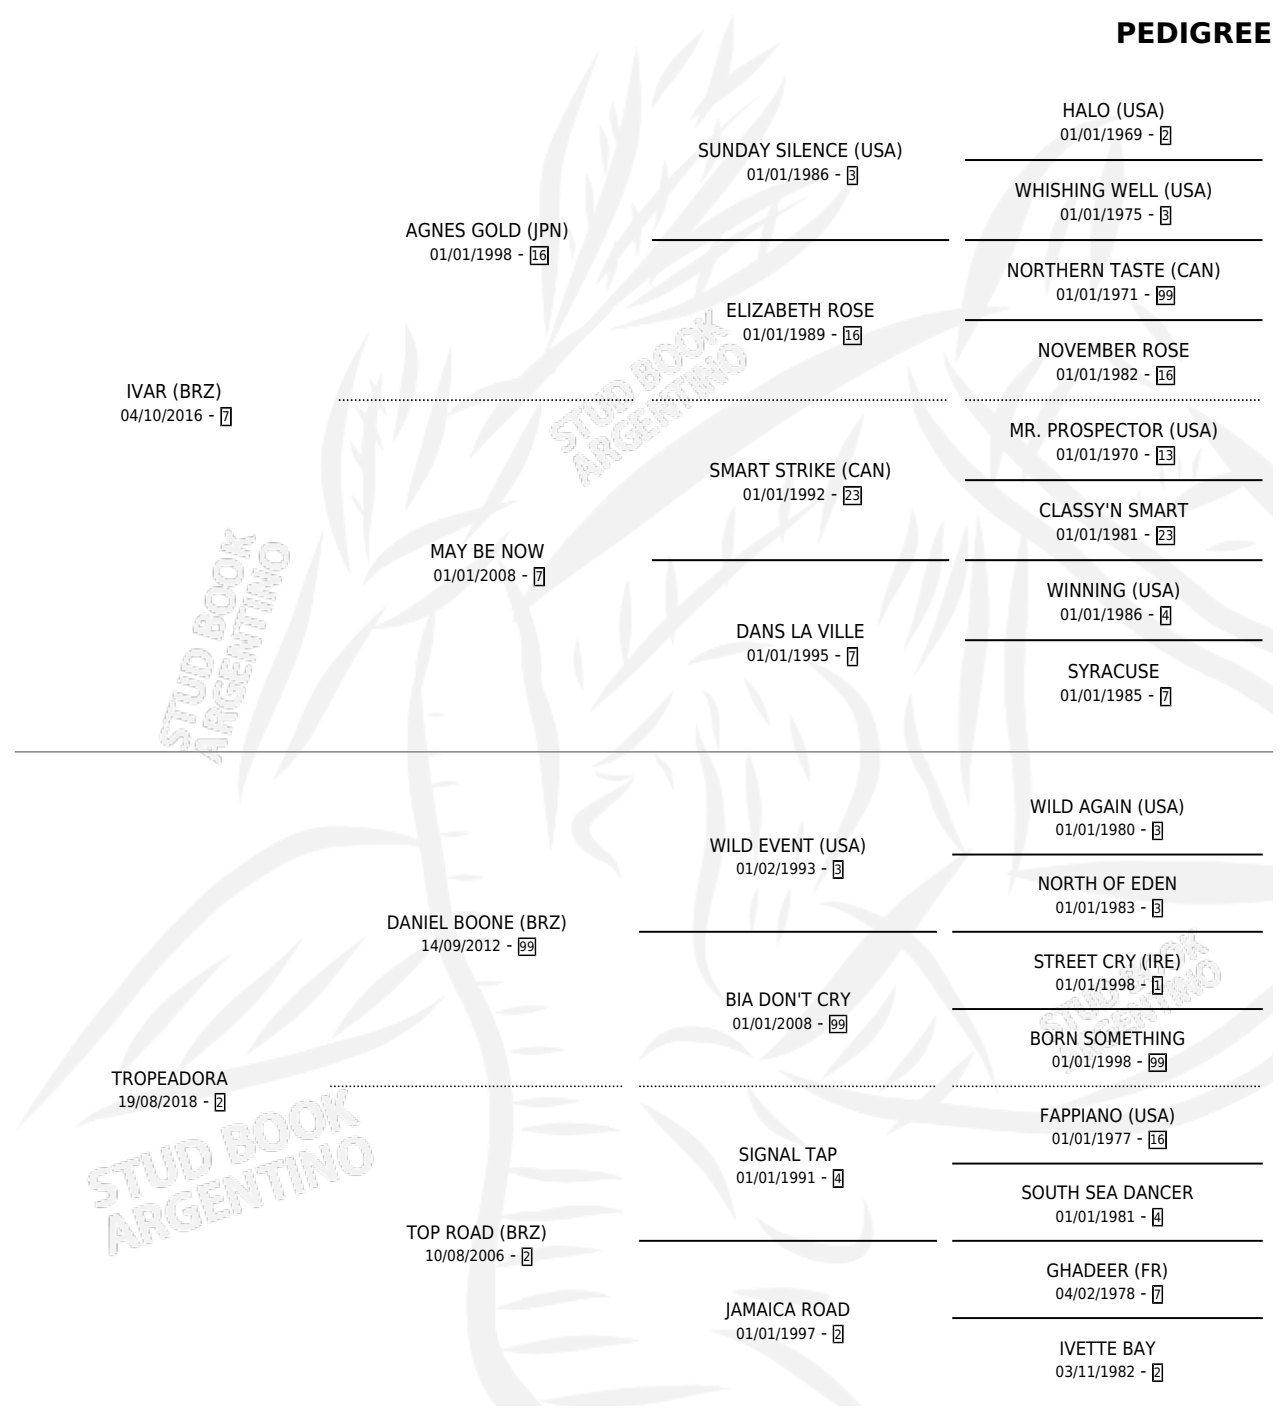 PEDIGREE
HALO (USA)
01/01/1969 - 2
SUNDAY SILENCE (USA)
01/01/1986 - 3
WHISHING WELL (USA)
01/01/1975 - 3
AGNES GOLD (JPN)
01/01/1998 - 16
NORTHERN TASTE (CAN)
01/01/1971 - 99
ELIZABETH ROSE
01/01/1989 - 16
NOVEMBER ROSE
01/01/1982 - 16
IVAR (BRZ)
04/10/2016 - 7
MR. PROSPECTOR (USA)
01/01/1970 - 13
SMART STRIKE (CAN)
01/01/1992 - 23
CLASSY'N SMART
01/01/1981 - 23
MAY BE NOW
01/01/2008 - 7
WINNING (USA)
01/01/1986 - 4
DANS LA VILLE
01/01/1995 - 7
SYRACUSE
01/01/1985 - 7
WILD AGAIN (USA)
01/01/1980 - 3
WILD EVENT (USA)
01/02/1993 - 3
NORTH OF EDEN
01/01/1983 - 3
DANIEL BOONE (BRZ)
14/09/2012 - 99
STREET CRY (IRE)
01/01/1998 - 1
BIA DON'T CRY
01/01/2008 - 99
BORN SOMETHING
01/01/1998 - 99
TROPEADORA
19/08/2018 - 2
FAPPIANO (USA)
01/01/1977 - 16
SIGNAL TAP
01/01/1991 - 4
SOUTH SEA DANCER
01/01/1981 - 4
TOP ROAD (BRZ)
10/08/2006 - 2
GHADEER (FR)
04/02/1978 - 7
JAMAICA ROAD
01/01/1997 - 2
IVETTE BAY
03/11/1982 - 2
STUD BOOK
ARGENTINO
STUD BOOK
ARGENTINO
STUD BOOK
ARGENTINO
STUD BOOK
ARGENTINO